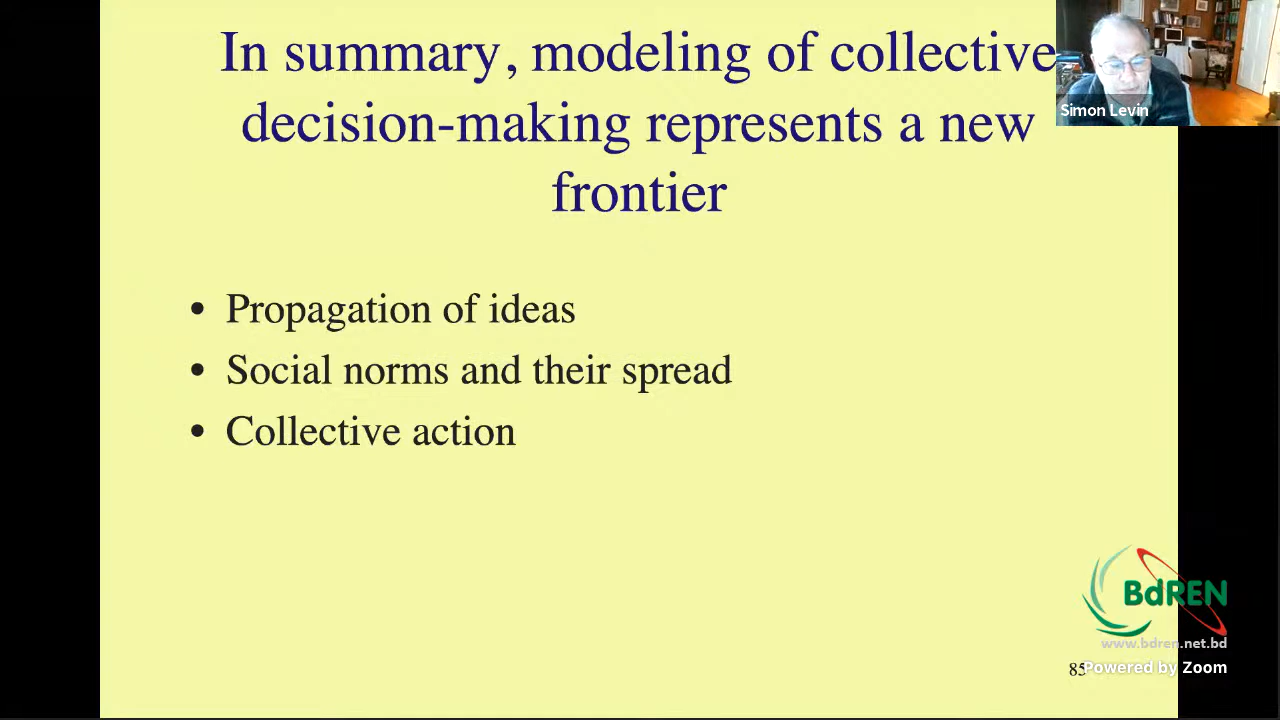 In summary, modeling of collective
decision-making represents a new
frontier
Simon Levin
• Propagation of ideas
• Social norms and their spread
• Collective action
BdREN
www.bdren.net.bd
85
Powered by Zoom